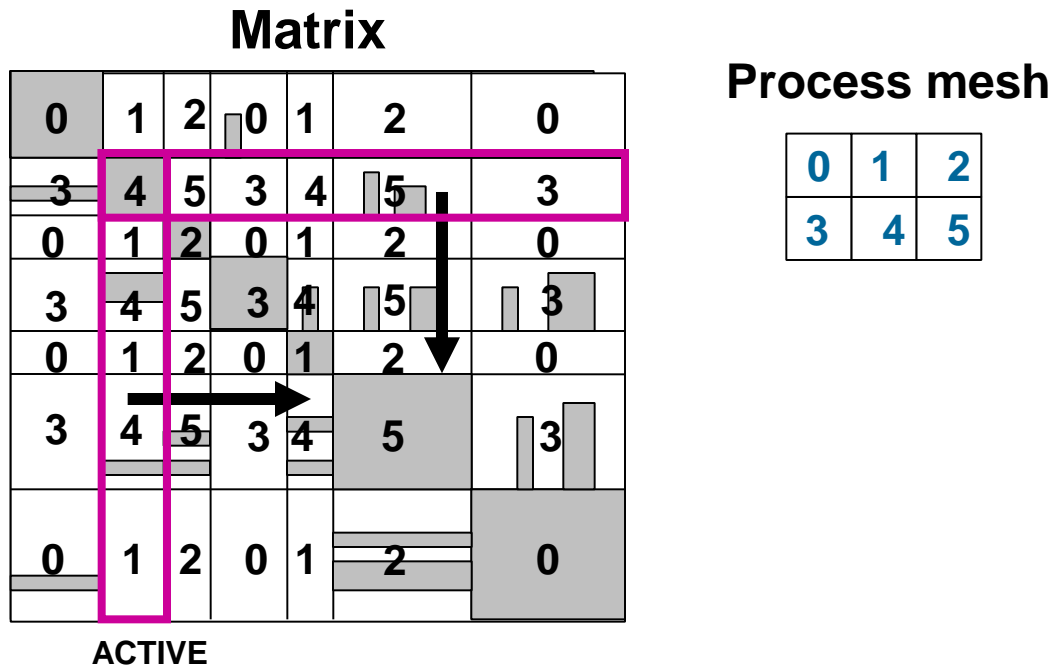 Matrix
Process mesh
0 1 2 0 1 2 0
3 4 5 3 4 5 3
0 1 2 0 1 2 0
3 4 5 3 4 5 3
0 1 2 0 1 2 0
3 4 5 3 4 5 3
0 1 2 0 1 2 0
0 1 2
3 4 5
ACTIVE